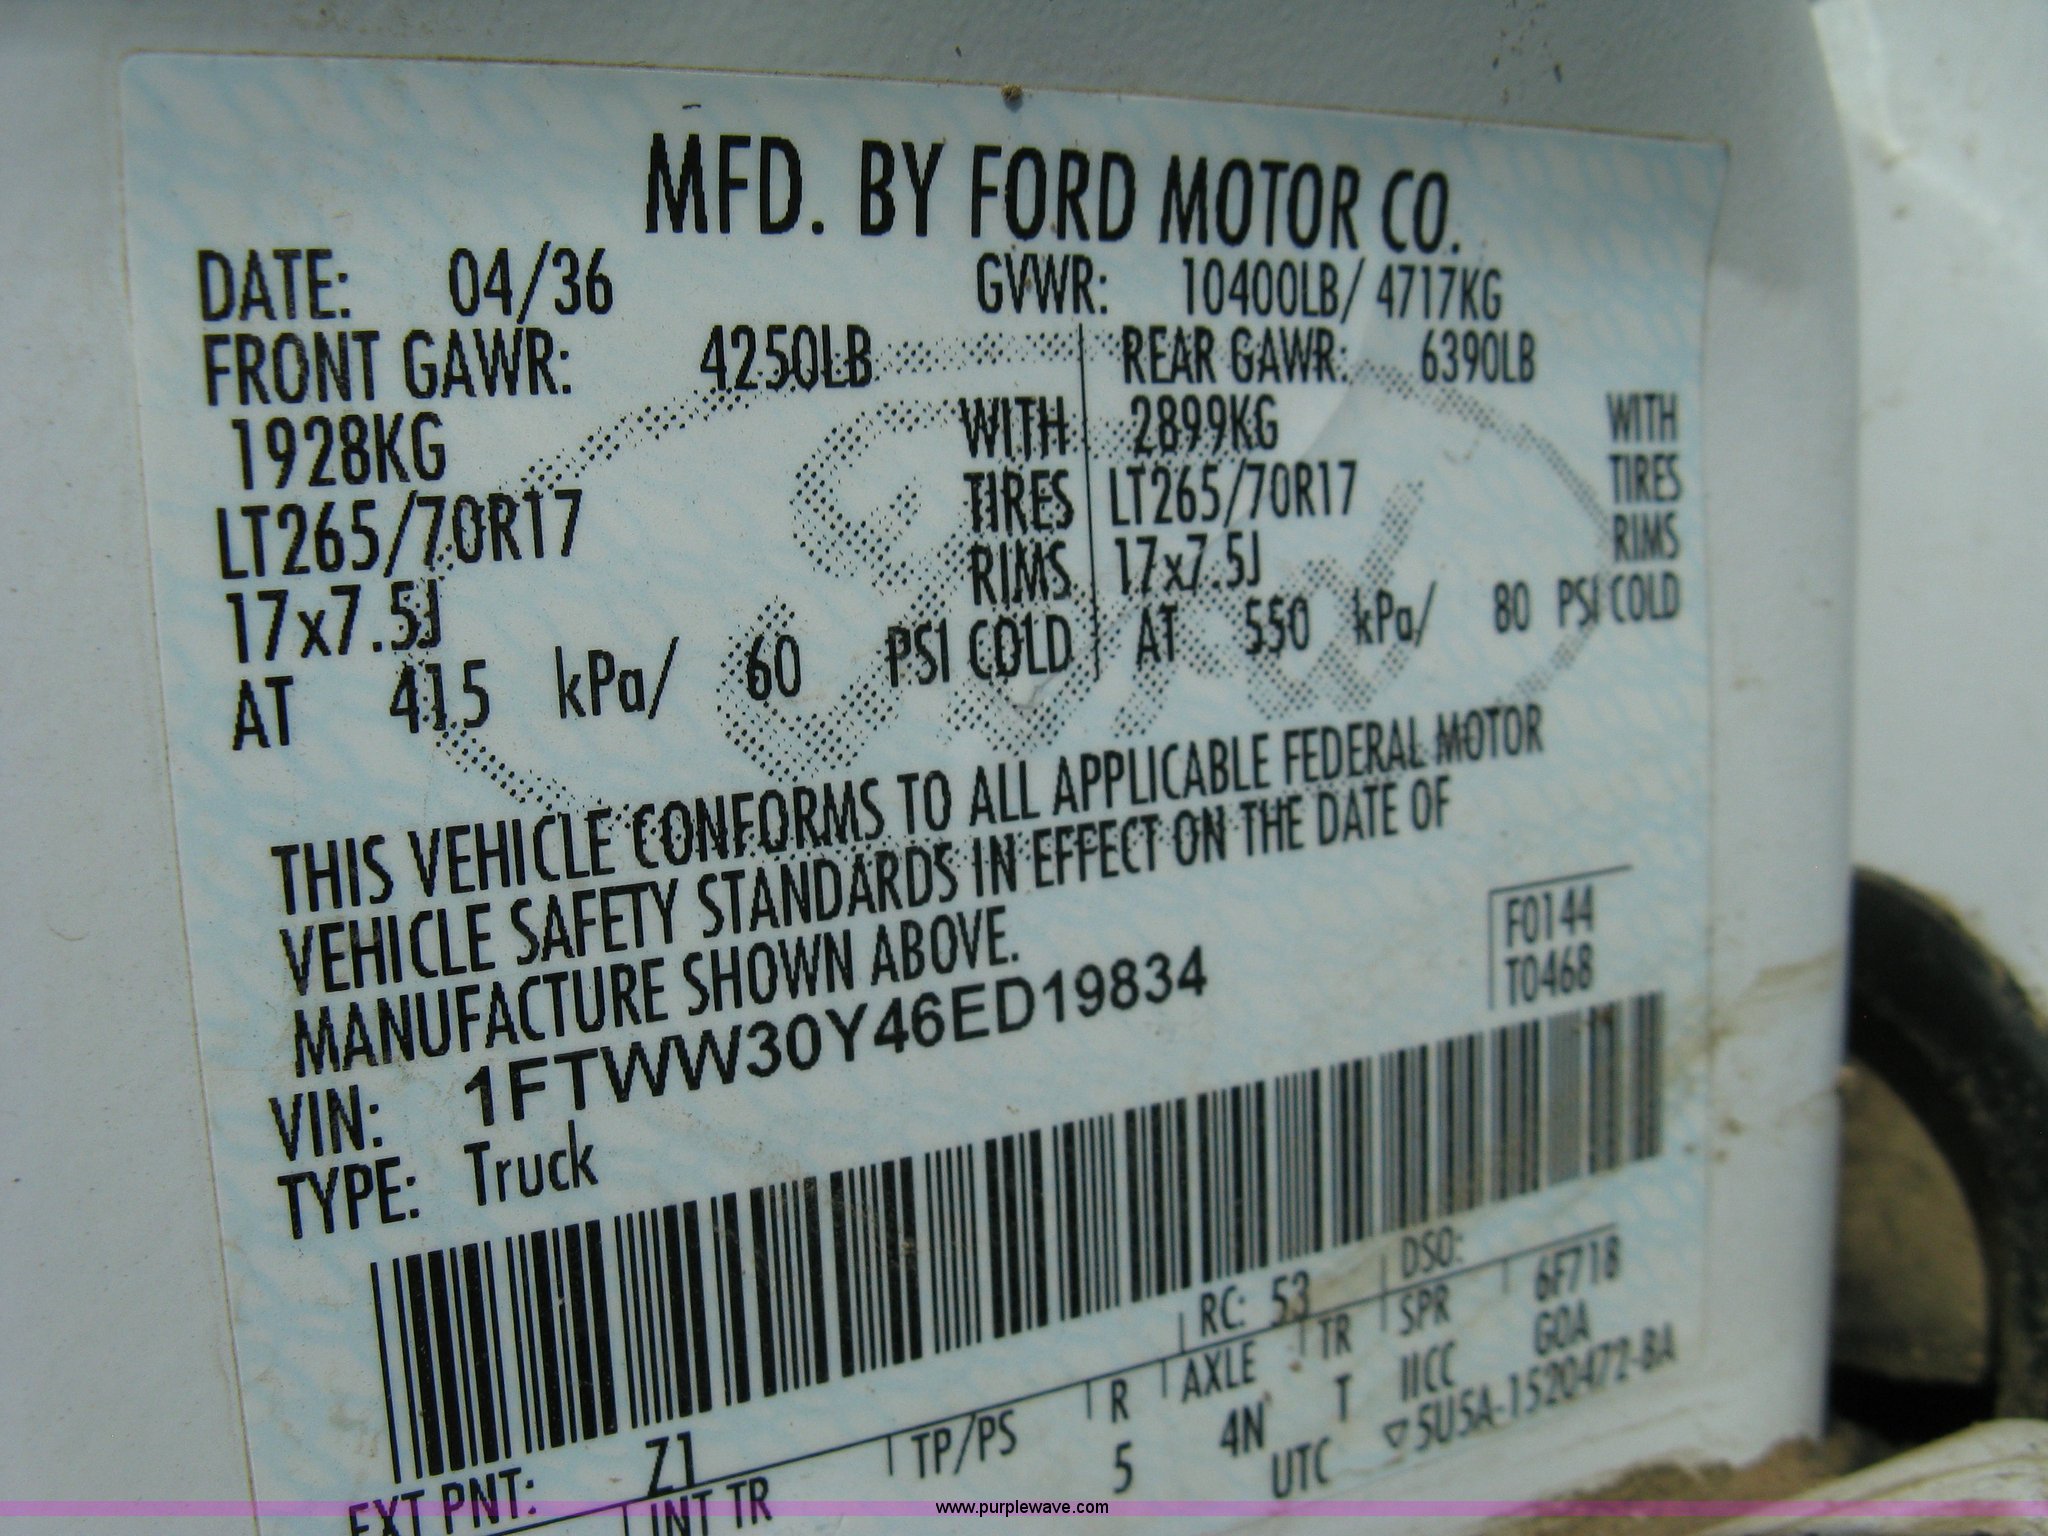 MFD. BY FORD MOTOR CO.
DATE: 04/36 GVWR: 10400LB/ 4717KG
FRONT GAWR: 4250LB REAR GAWR: 6390LB
1928KG WITH 2899KG WITH
LT265/70R17 TIRES LT265/70R17 TIRES
17x7.5J RIMS 17x7.5J RIMS
AT 415 kPa/ 60 PSI COLD AT 550 kPa/ 80 PSI COLD
THIS VEHICLE CONFORMS TO ALL APPLICABLE FEDERAL MOTOR
VEHICLE SAFETY STANDARDS IN EFFECT ON THE DATE OF
MANUFACTURE SHOWN ABOVE.
F0144
T0468
VIN: 1FTWW30Y46ED19834
TYPE: Truck
EXT PNT: Z1 RC: 53 DSO:
INT TR TP/PS R AXLE TR SPR 6F718
5 4N T IICC GOA
UTC ▽5U5A-1520472-BA
Ford
www.purplewave.com